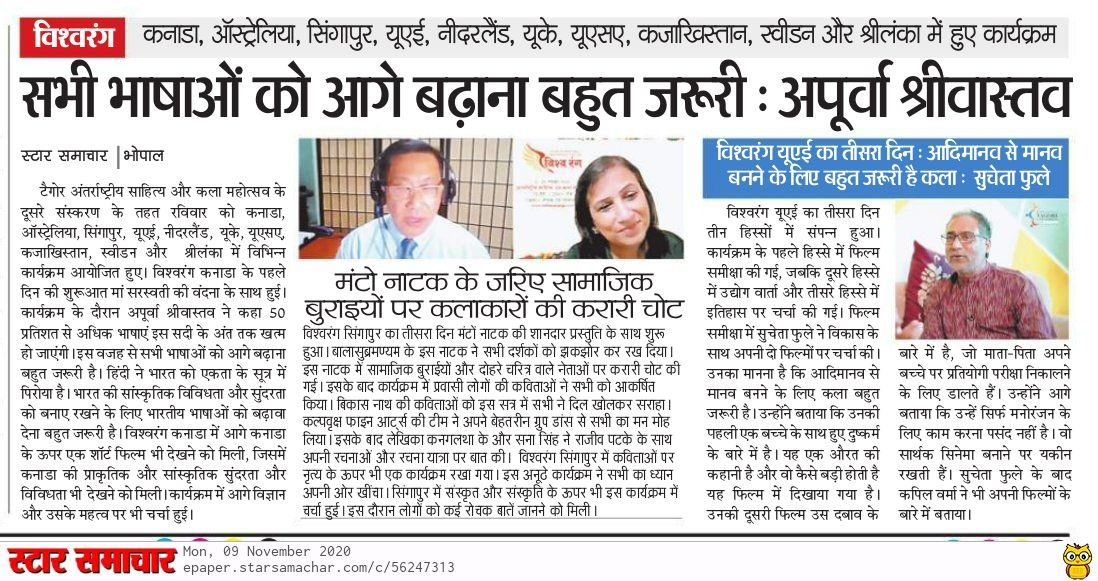 विश्वरंग
कनाडा, ऑस्ट्रेलिया, सिंगापुर, यूएई, नीदरलैंड, यूके, यूएसए, कजाखिस्तान, स्वीडन और श्रीलंका में हुए कार्यक्रम
सभी भाषाओं को आगे बढ़ाना बहुत जरूरी : अपूर्वा श्रीवास्तव
स्टार समाचार | भोपाल
टैगोर अंतर्राष्ट्रीय साहित्य और कला महोत्सव के
दूसरे संस्करण के तहत रविवार को कनाडा,
ऑस्ट्रेलिया, सिंगापुर, यूएई, नीदरलैंड, यूके, यूएसए,
कजाखिस्तान, स्वीडन और श्रीलंका में विभिन्न
कार्यक्रम आयोजित हुए। विश्वरंग कनाडा के पहले
दिन की शुरूआत मां सरस्वती की वंदना के साथ हुई।
कार्यक्रम के दौरान अपूर्वा श्रीवास्तव ने कहा 50
प्रतिशत से अधिक भाषाएं इस सदी के अंत तक खत्म
हो जाएंगी। इस वजह से सभी भाषाओं को आगे बढ़ाना
बहुत जरूरी है। हिंदी ने भारत को एकता के सूत्र में
पिरोया है। भारत की सांस्कृतिक विविधता और सुंदरता
को बनाए रखने के लिए भारतीय भाषाओं को बढ़ावा
देना बहुत जरूरी है। विश्वरंग कनाडा में आगे कनाडा
के ऊपर एक शॉर्ट फिल्म भी देखने को मिली, जिसमें
कनाडा की प्राकृतिक और सांस्कृतिक सुंदरता और
विविधता भी देखने को मिली। कार्यक्रम में आगे विज्ञान
और उसके महत्व पर भी चर्चा हुई।
विश्व रंग
मंटो नाटक के जरिए सामाजिक
बुराइयों पर कलाकारों की करारी चोट
विश्वरंग सिंगापुर का तीसरा दिन मंटों नाटक की शानदार प्रस्तुति के साथ शुरू
हुआ। बालासुब्रमण्यम के इस नाटक ने सभी दर्शकों को झकझोर कर रख दिया।
इस नाटक में सामाजिक बुराईयों और दोहरे चरित्र वाले नेताओं पर करारी चोट की
गई। इसके बाद कार्यक्रम में प्रवासी लोगों की कविताओं ने सभी को आकर्षित
किया। बिकास नाथ की कविताओं को इस सत्र में सभी ने दिल खोलकर सराहा।
कल्पवृक्ष फाइन आर्ट्स की टीम ने अपने बेहतरीन ग्रुप डांस से सभी का मन मोह
लिया। इसके बाद लेखिका कनगलथा के और सना सिंह ने राजीव पटके के साथ
अपनी रचनाओं और रचना यात्रा पर बात की। विश्वरंग सिंगापुर में कविताओं पर
नृत्य के ऊपर भी एक कार्यक्रम रखा गया। इस अनूठे कार्यक्रम ने सभी का ध्यान
अपनी ओर खींचा। सिंगापुर में संस्कृत और संस्कृति के ऊपर भी इस कार्यक्रम में
चर्चा हुई। इस दौरान लोगों को कई रोचक बातें जानने को मिली।
विश्वरंग यूएई का तीसरा दिन : आदिमानव से मानव
बनने के लिए बहुत जरूरी है कला : सुचेता फुले
विश्वरंग यूएई का तीसरा दिन
तीन हिस्सों में संपन्न हुआ।
कार्यक्रम के पहले हिस्से में फिल्म
समीक्षा की गई, जबकि दूसरे हिस्से
में उद्योग वार्ता और तीसरे हिस्से में
इतिहास पर चर्चा की गई। फिल्म
समीक्षा में सुचेता फुले ने विकास के
साथ अपनी दो फिल्मों पर चर्चा की।
उनका मानना है कि आदिमानव से
मानव बनने के लिए कला बहुत
जरूरी है। उन्होंने बताया कि उनकी
पहली एक बच्चे के साथ हुए दुष्कर्म
के बारे में है। यह एक औरत की
कहानी है और वो कैसे बड़ी होती है
यह फिल्म में दिखाया गया है।
उनकी दूसरी फिल्म उस दबाव के
बारे में है, जो माता-पिता अपने
बच्चे पर प्रतियोगी परीक्षा निकालने
के लिए डालते हैं। उन्होंने आगे
बताया कि उन्हें सिर्फ मनोरंजन के
लिए काम करना पसंद नहीं है। वो
सार्थक सिनेमा बनाने पर यकीन
रखती हैं। सुचेता फुले के बाद
कपिल वर्मा ने भी अपनी फिल्मों के
बारे में बताया।
स्टार समाचार
Mon, 09 November 2020
epaper.starsamachar.com/c/56247313